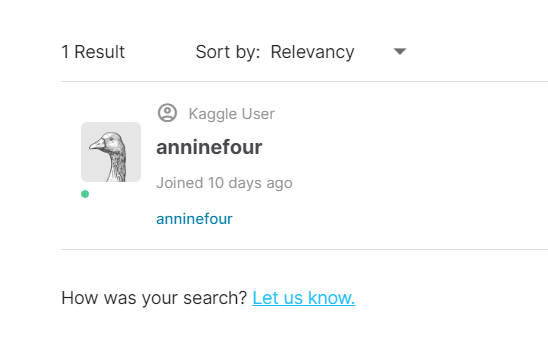 1 Result Sort by: Relevancy
Kaggle User
anninefour
Joined 10 days ago
anninefour
How was your search? Let us know.